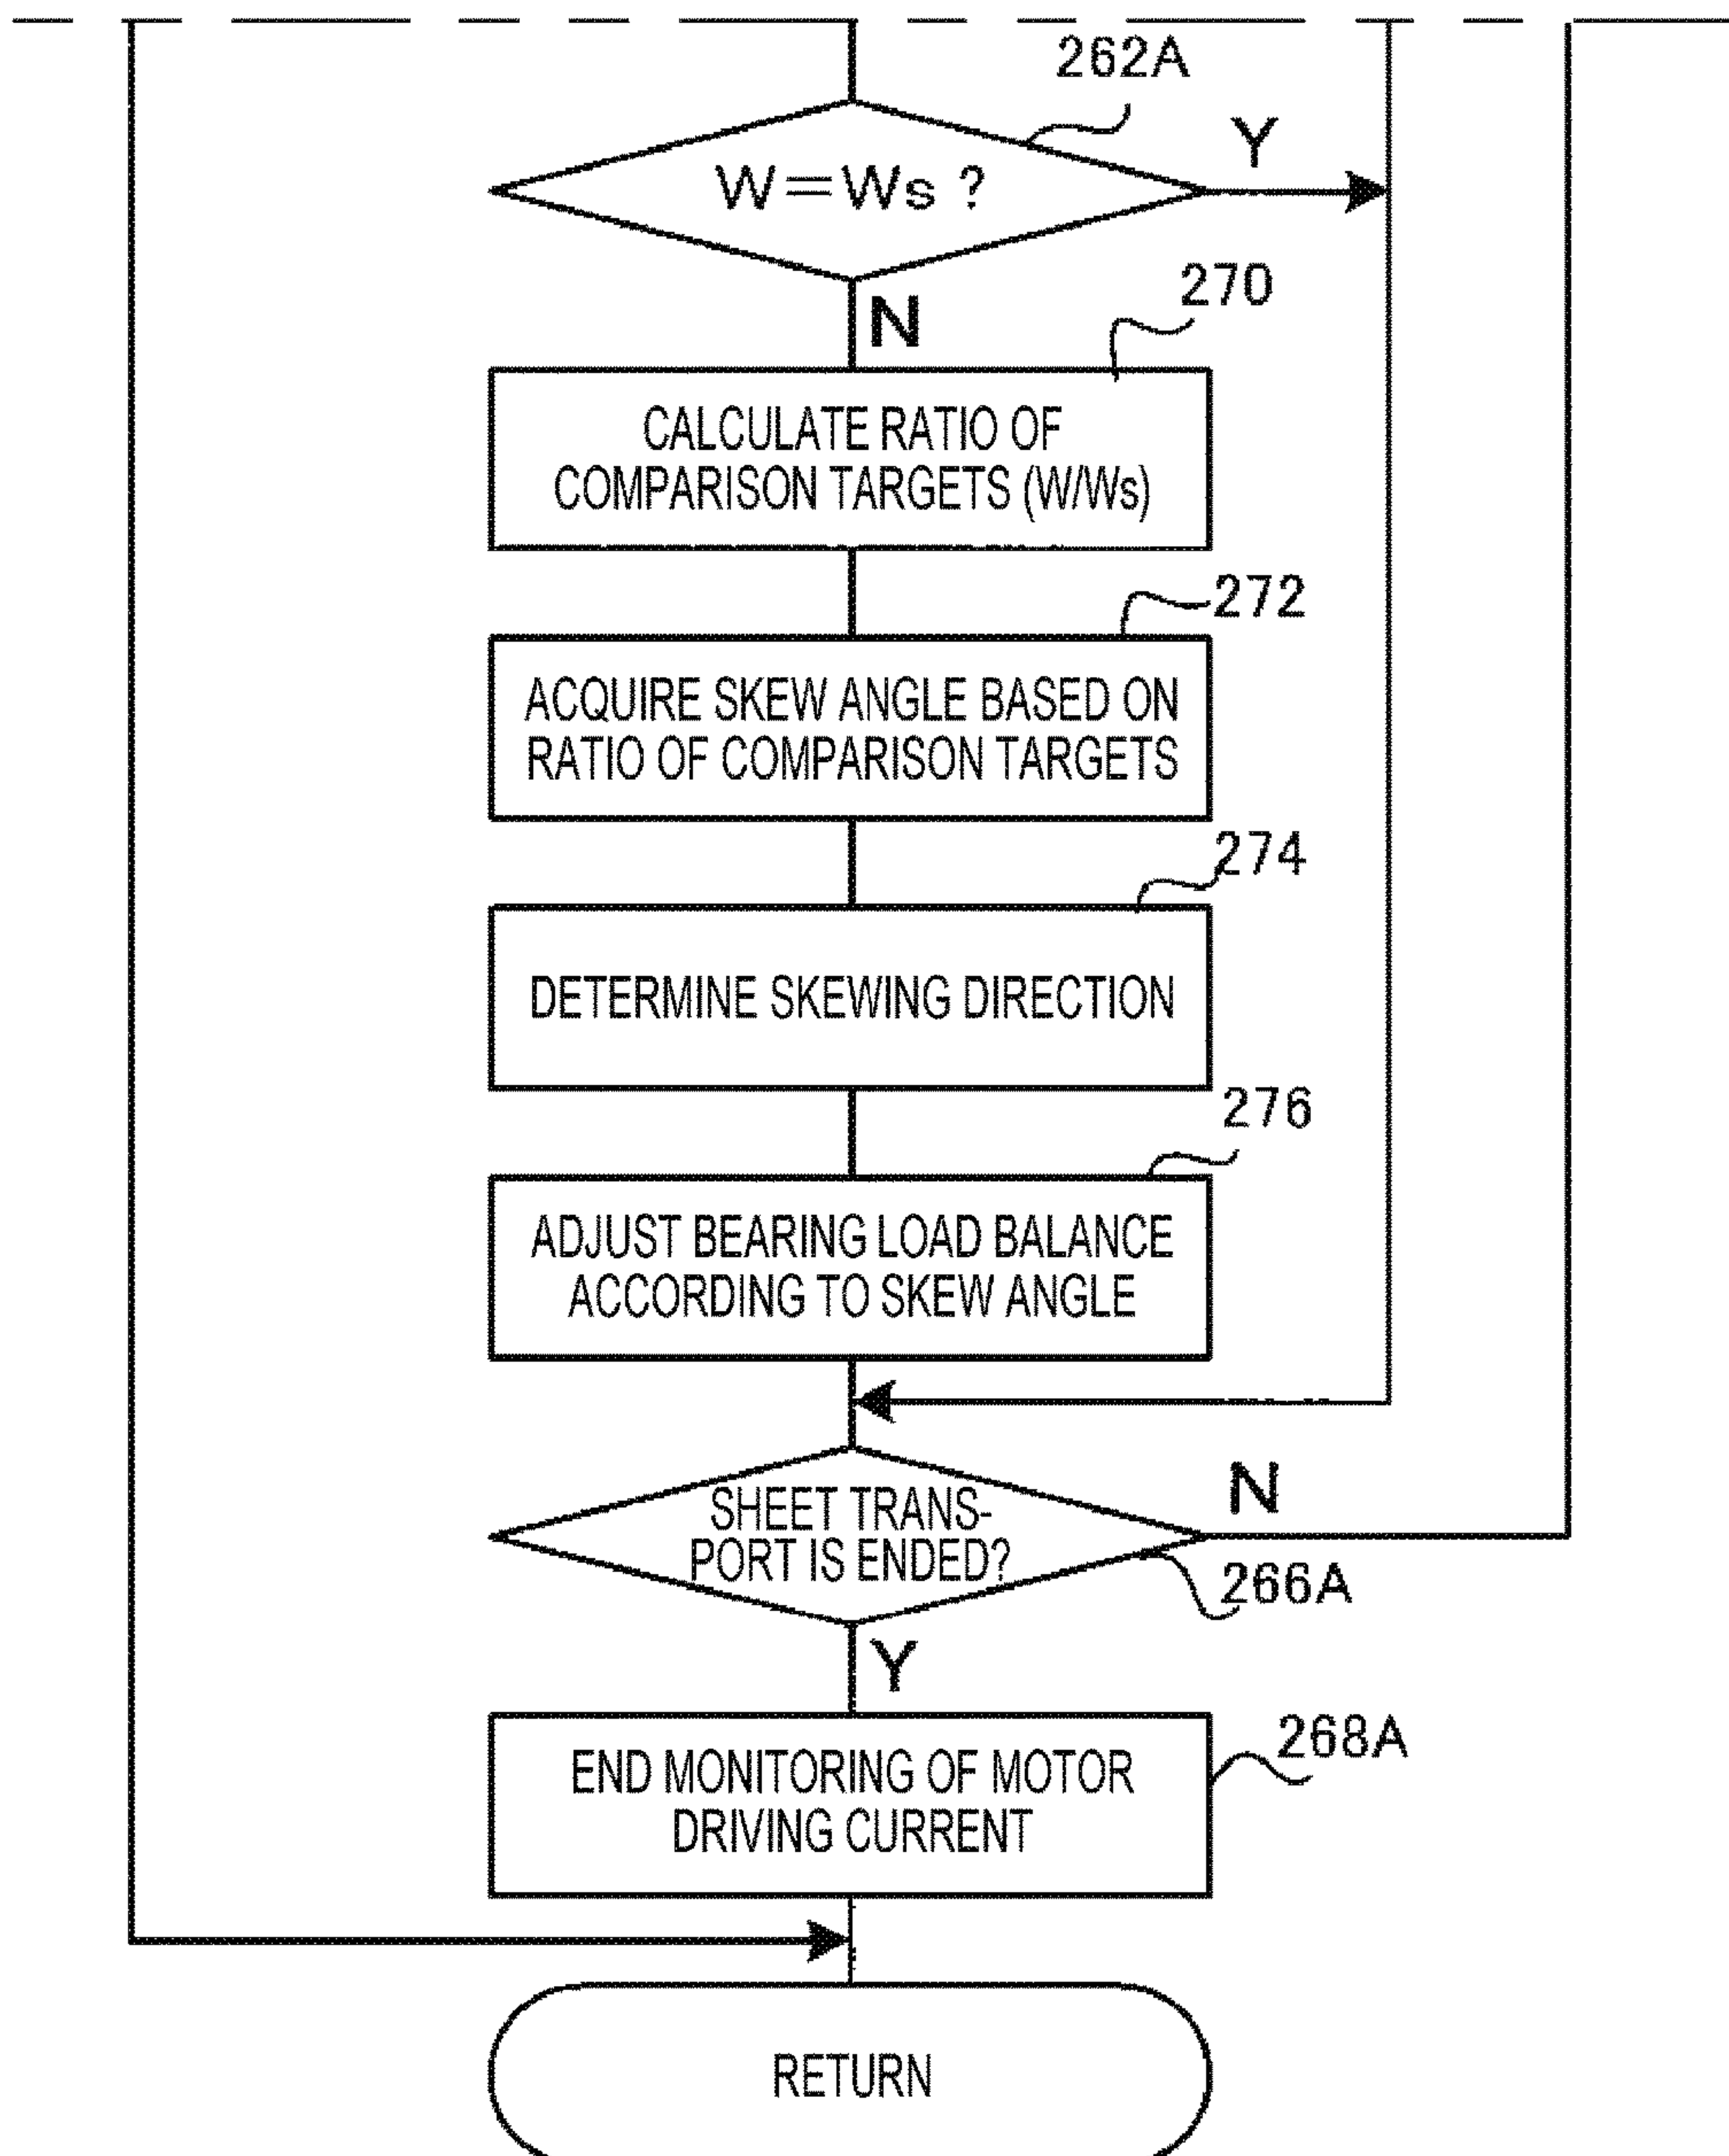 262A
Y
W=Ws ?
N
270
CALCULATE RATIO OF
COMPARISON TARGETS (W/Ws)
272
ACQUIRE SKEW ANGLE BASED ON
RATIO OF COMPARISON TARGETS
274
DETERMINE SKEWING DIRECTION
276
ADJUST BEARING LOAD BALANCE
ACCORDING TO SKEW ANGLE
N
SHEET TRANS-
PORT IS ENDED?
266A
Y
268A
END MONITORING OF MOTOR
DRIVING CURRENT
RETURN